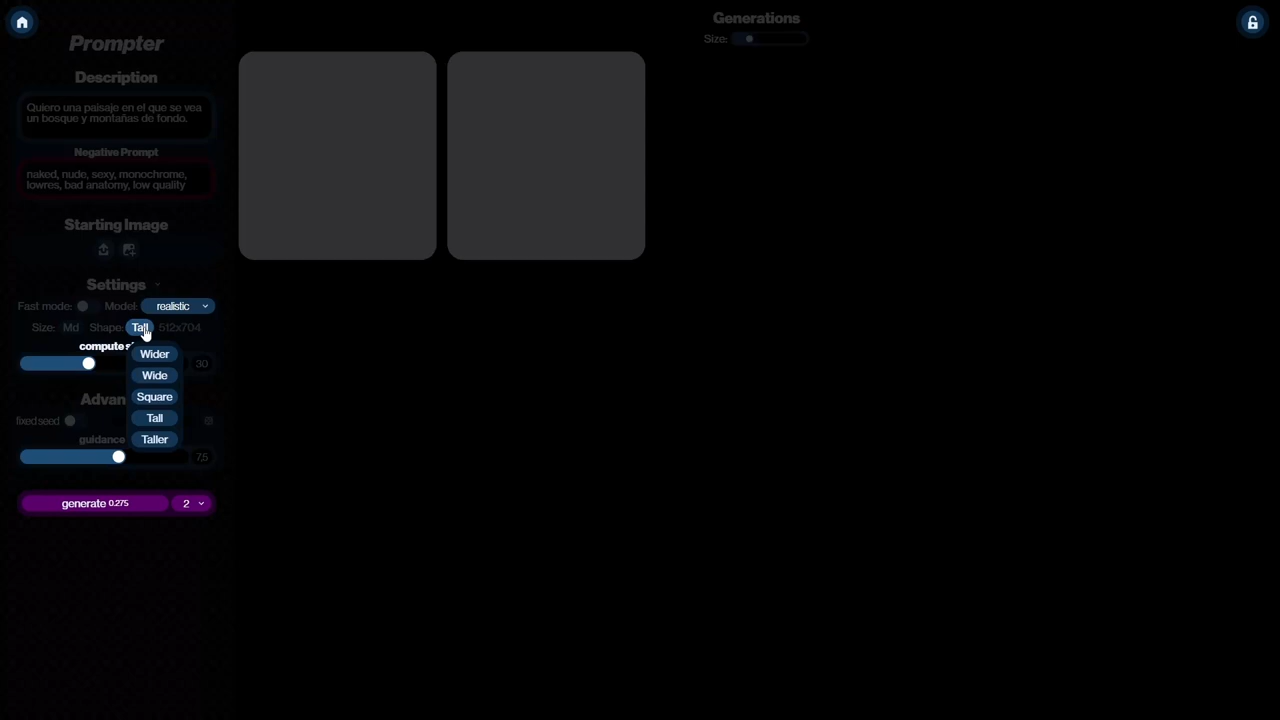 Prompter
Generations
Size:
Description
Quiero una paisaje en el que se vea
un bosque y montañas de fondo.
Negative Prompt
naked, nude, sexy, monochrome,
lowres, bad anatomy, low quality
Starting Image
Settings
Fast mode: Model: realistic
Size: Md Shape: Tall 512x704
compute
30
Wider
Wide
Square
Tall
Taller
fixed seed
guidance
7.5
generate 0.275 2